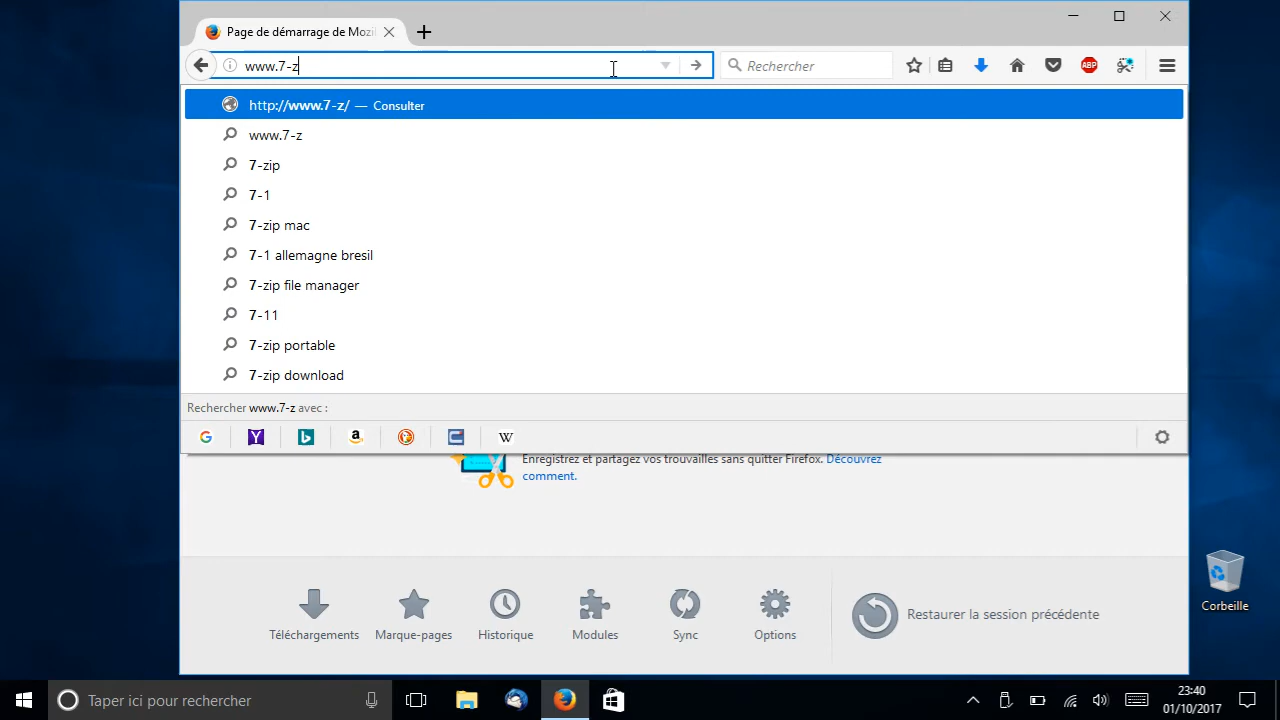 Page de démarrage de Mozil
www.7-z
Rechercher
ABP
http://www.7-z/ — Consulter
www.7-z
7-zip
7-1
7-zip mac
7-1 allemagne bresil
7-zip file manager
7-11
7-zip portable
7-zip download
Rechercher www.7-z avec :
Enregistrez et partagez vos trouvailles sans quitter Firefox. Découvrez
comment.
Téléchargements
Marque-pages
Historique
Modules
Sync
Options
Restaurer la session précédente
Corbeille
Taper ici pour rechercher
23:40
01/10/2017